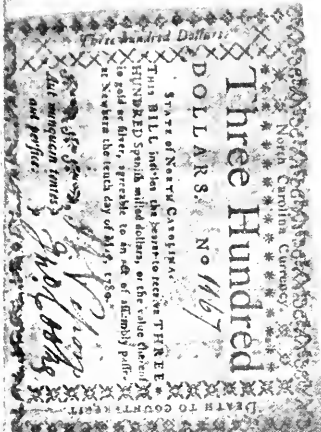 North Carolina Currency
Three Hundred
DOLLARS. No 4467
STATE of NORTH CAROLINA.
THIS BILL intitles the bearer to receive THREE
HUNDRED Spanish milled dollars, or the value thereof
in gold or silver, agreeable to an act of assembly passed
at Newbern the tenth day of May, 1780.
Aut nunquam tentes
aut perfice.
Three Hundred Dollars
DEATH TO COUNTERFEIT.